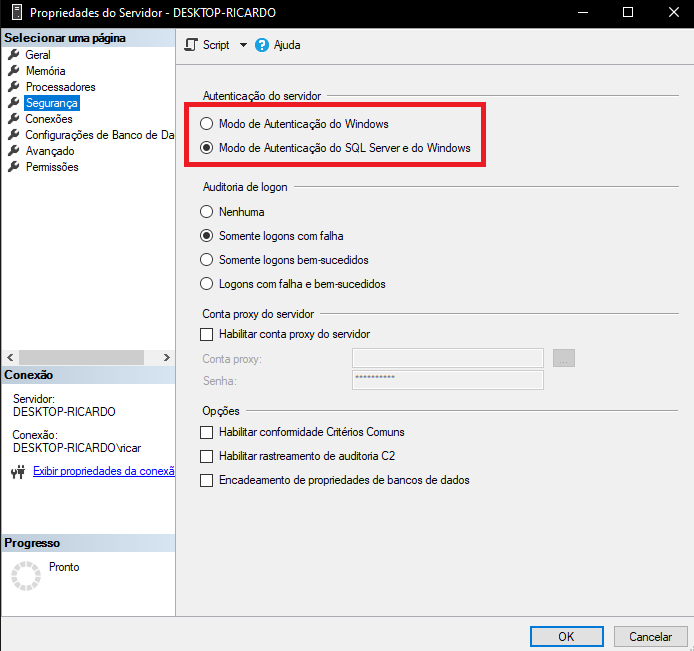 Propriedades do Servidor - DESKTOP-RICARDO
Selecionar uma página
Geral
Memória
Processadores
Segurança
Conexões
Configurações de Banco de Da
Avançado
Permissões
Script
Ajuda
Autenticação do servidor
Modo de Autenticação do Windows
Modo de Autenticação do SQL Server e do Windows
Auditoria de logon
Nenhuma
Somente logons com falha
Somente logons bem-sucedidos
Logons com falha e bem-sucedidos
Conta proxy do servidor
Habilitar conta proxy do servidor
Conta proxy:
...
Senha:
**********
Opções
Habilitar conformidade Critérios Comuns
Habilitar rastreamento de auditoria C2
Encadeamento de propriedades de bancos de dados
Conexão
Servidor:
DESKTOP-RICARDO
Conexão:
DESKTOP-RICARDO\ricar
Exibir propriedades da conexã
Progresso
Pronto
OK
Cancelar